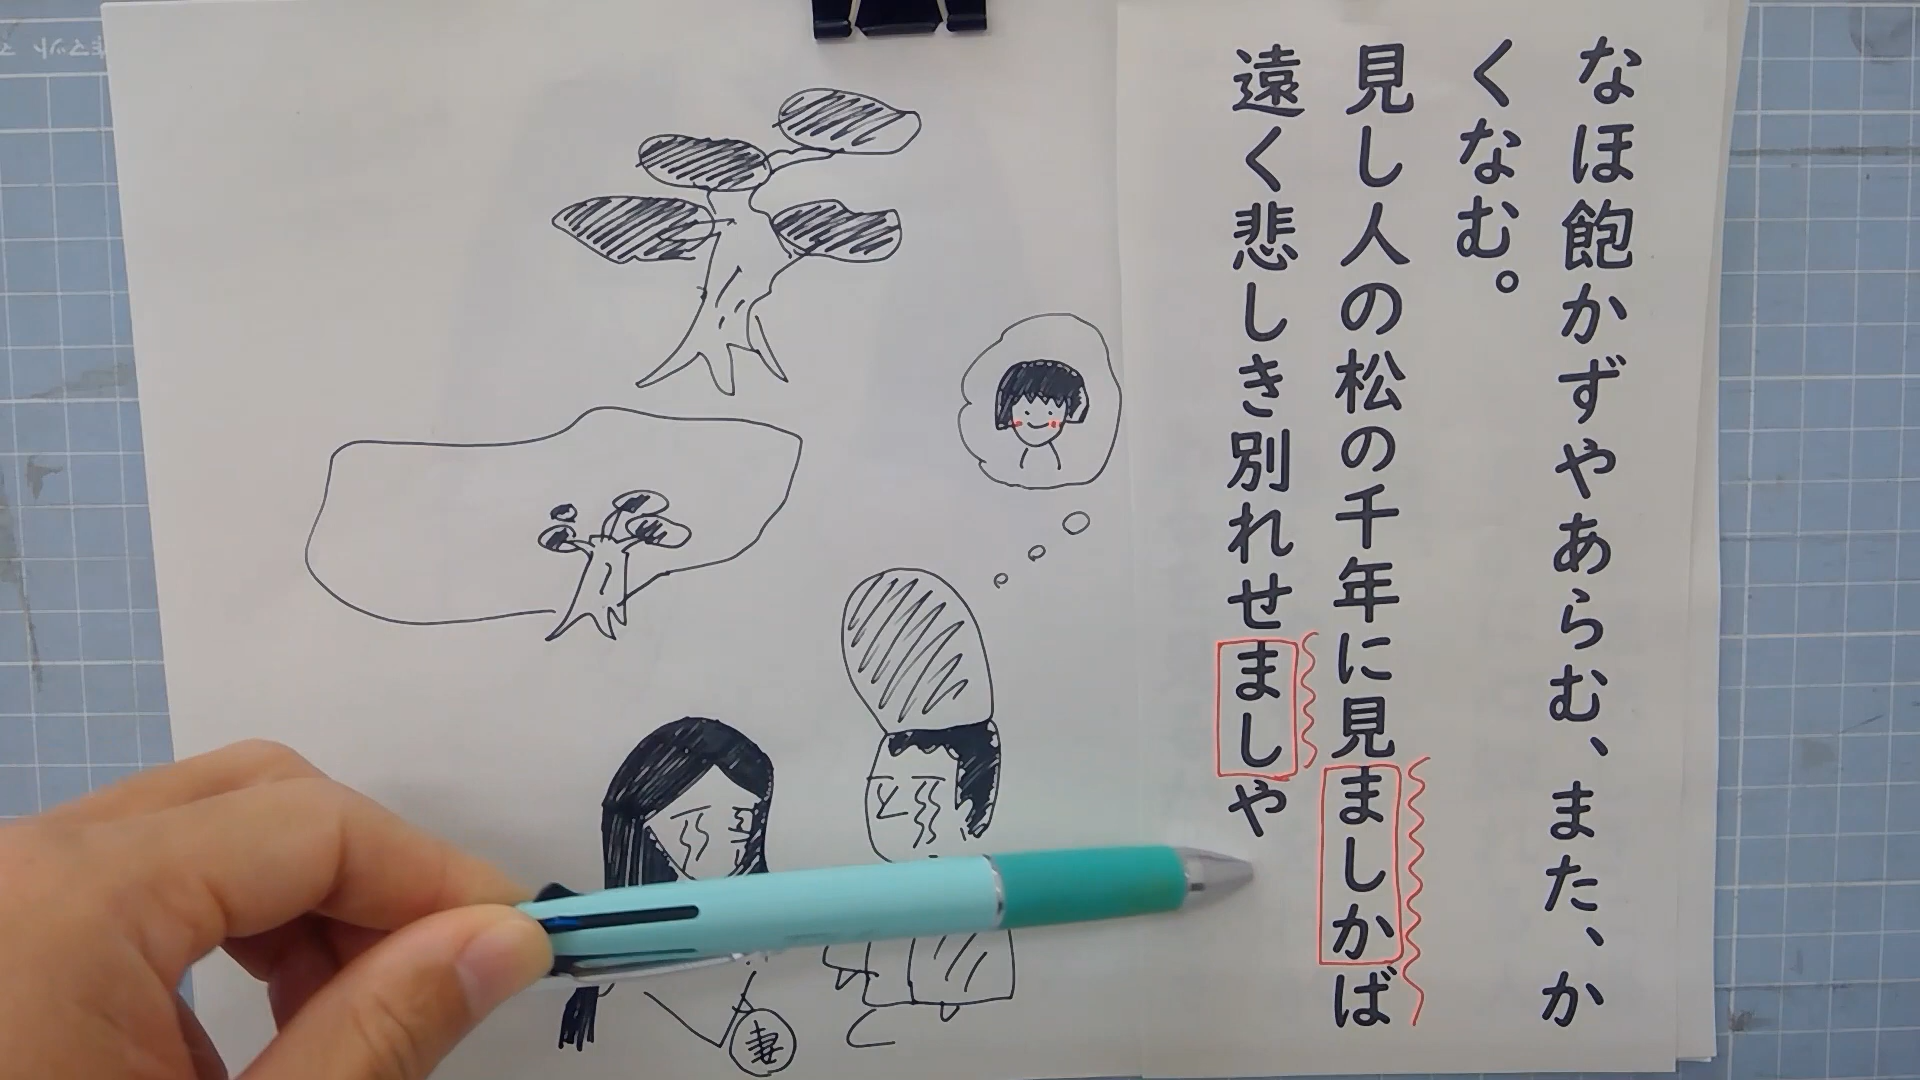 なほ飽かずやあらむ、また、か
くなむ。
見し人の松の千年に見ましかば
遠く悲しき別れせましや
妻